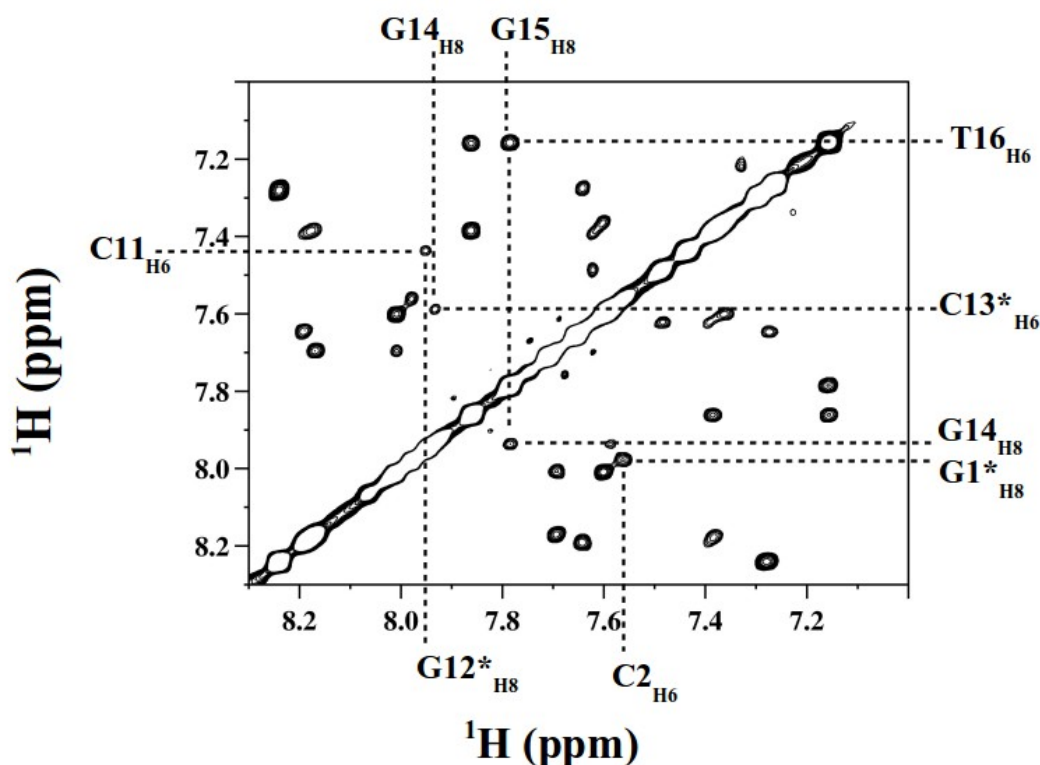 G14H8 G15H8
T16H6
C11H6
C13*H6
G14H8
G1*H8
G12*H8 C2H6
7.2
7.4
7.6
7.8
8.0
8.2
8.2 8.0 7.8 7.6 7.4 7.2
1H (ppm)
1H (ppm)